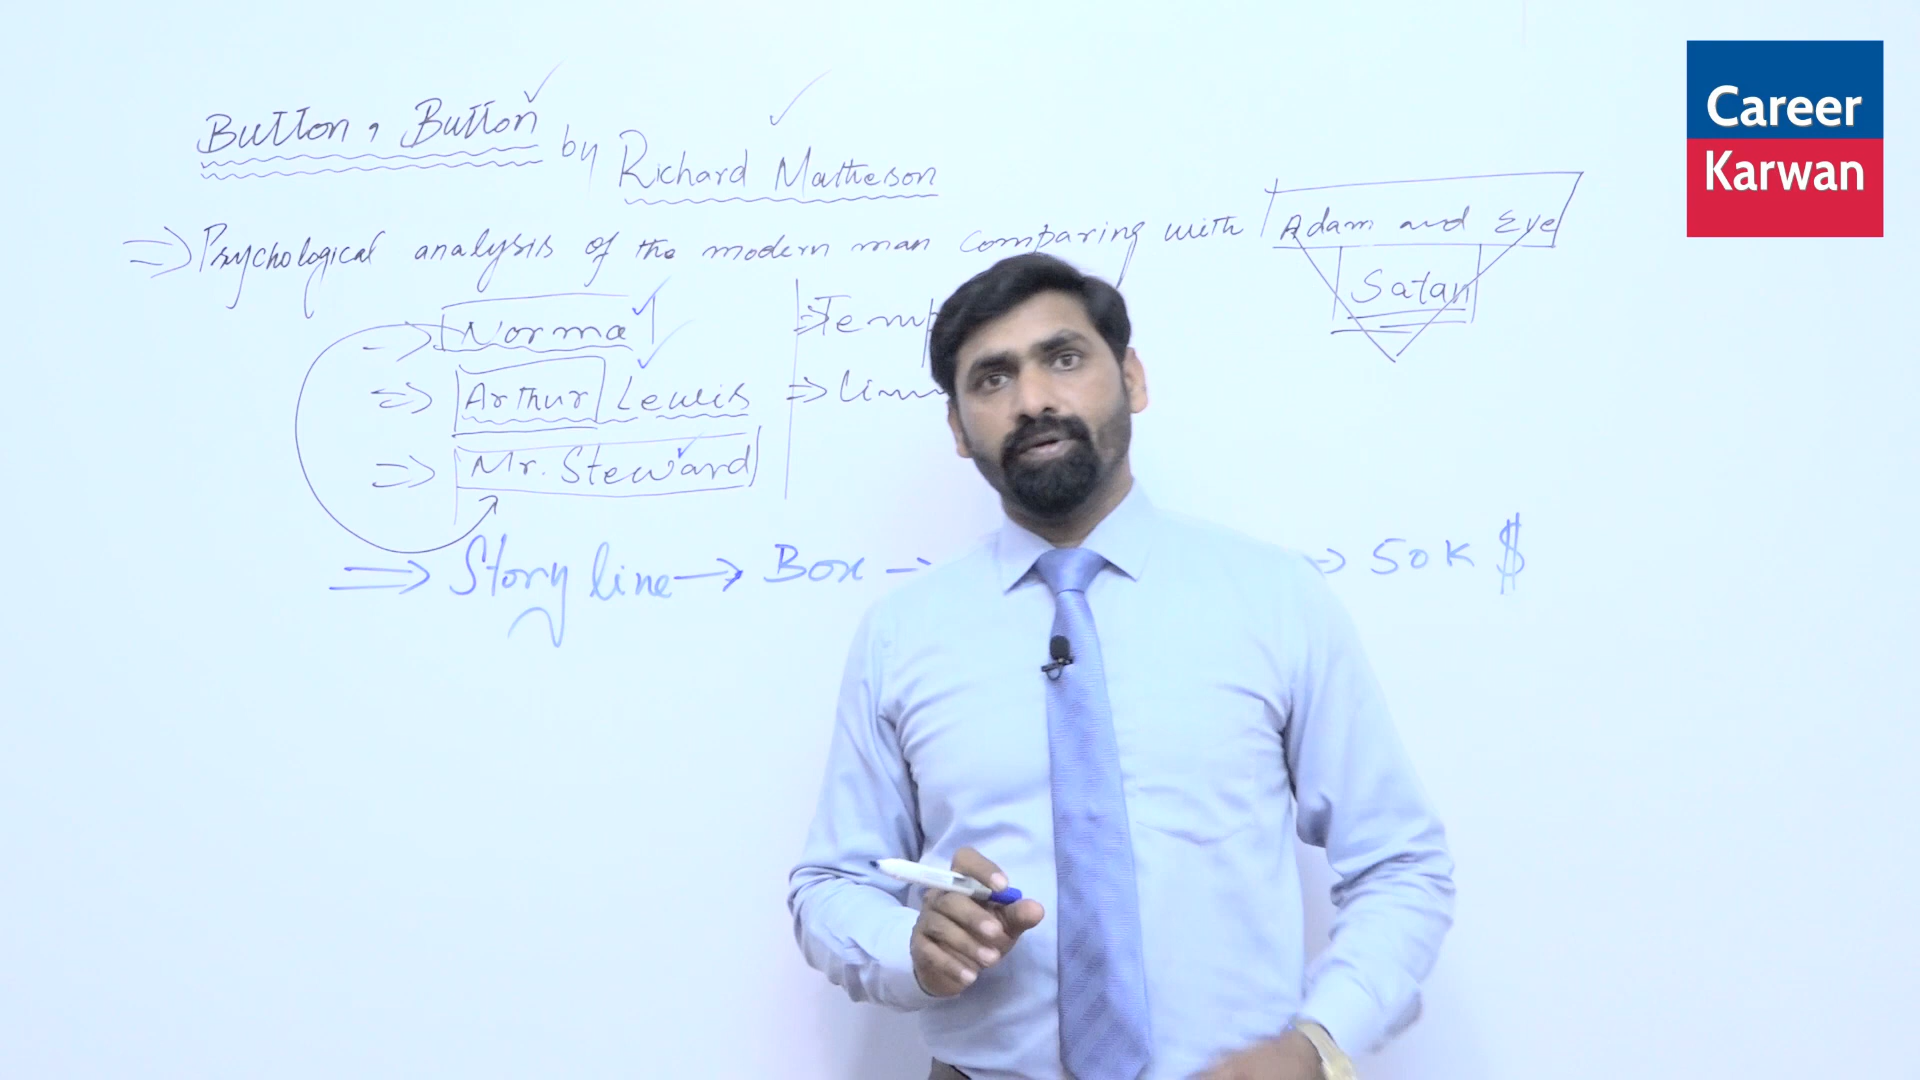 Career
Karwan
Button, Button by Richard Matheson
⇒ Psychological analysis of the modern man comparing with Adam and Eve
Satan
→ Norma
⇒ Arthur Lewis
⇒ Mr. Steward
⇒ Story line → Box → → 50K $